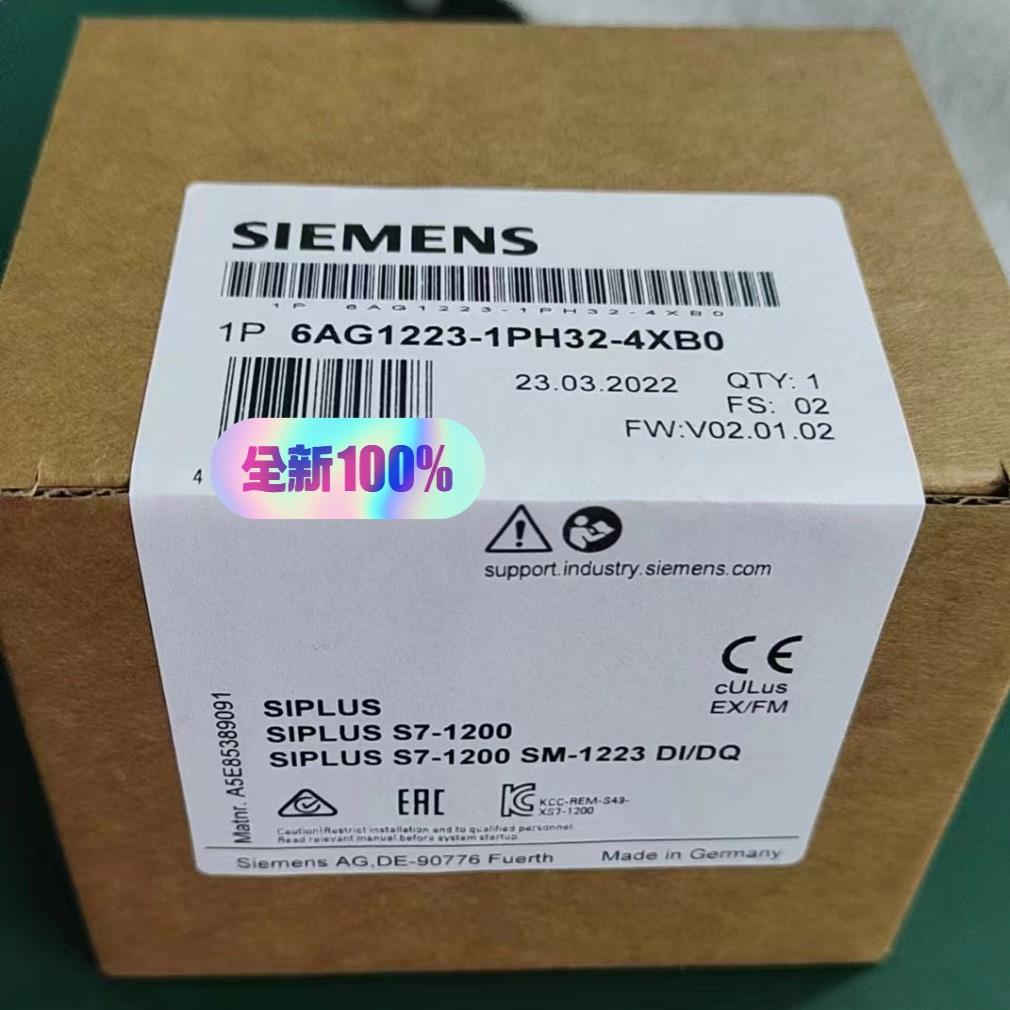 SIEMENS
1P 6AG1223-1PH32-4XB0
1P 6AG1223-1PH32-4XB0
23.03.2022 QTY: 1
FS: 02
FW:V02.01.02
4
全新100%
support.industry.siemens.com
CE
cULus
EX/FM
Matnr. A5E85389091
SIPLUS
SIPLUS S7-1200
SIPLUS S7-1200 SM-1223 DI/DQ
EAC
KCC-REM-S49-
XS7-1200
Caution!Restrict installation and to qualified personnel
Read relevant manuel before system startup
Siemens AG,DE-90776 Fuerth Made in Germany